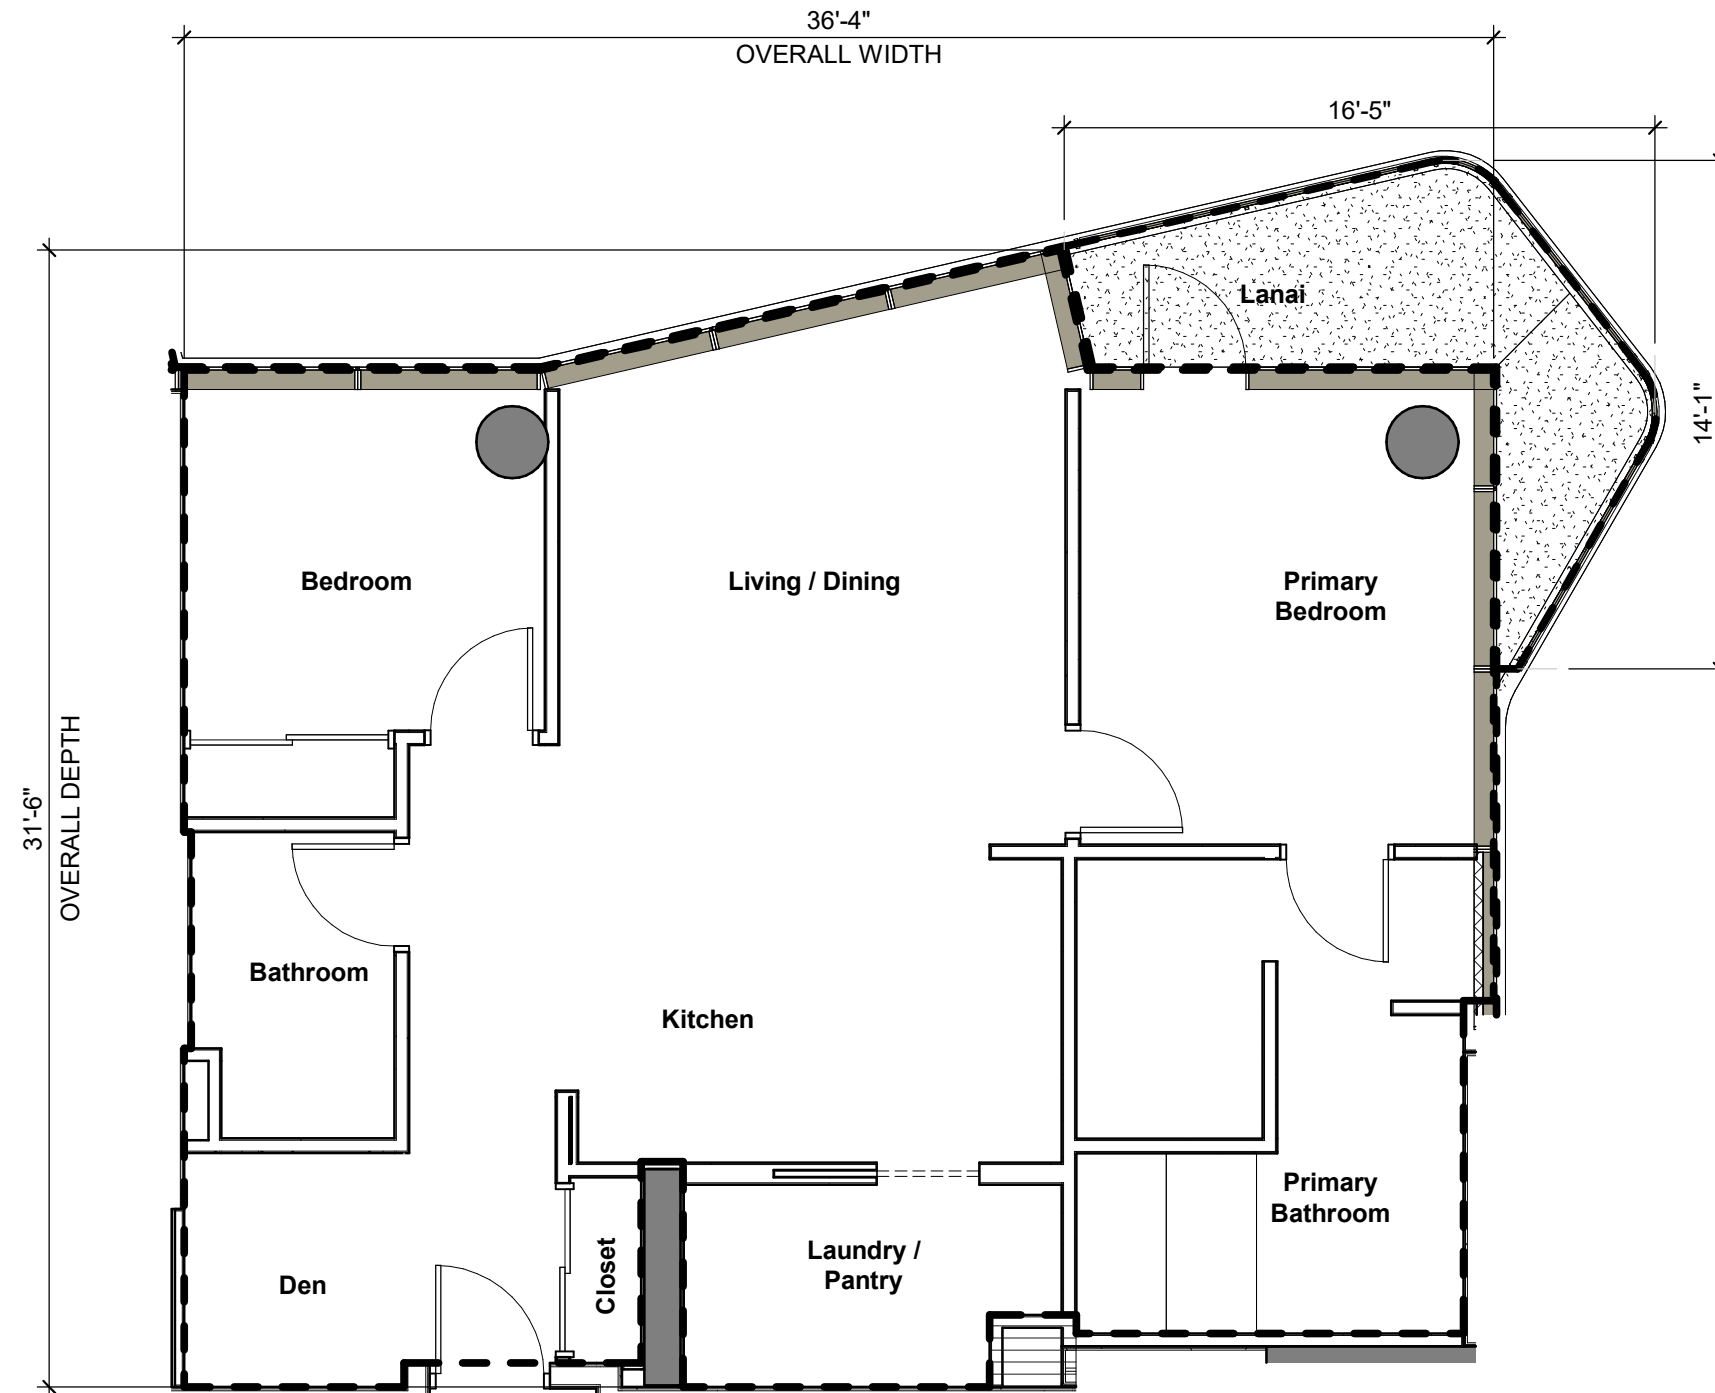 36'-4"
OVERALL WIDTH
16'-5"
Lanai
14'-1"
Bedroom
Living / Dining
Primary
Bedroom
31'-6"
OVERALL DEPTH
Bathroom
Kitchen
Primary
Bathroom
Closet
Laundry /
Pantry
Den